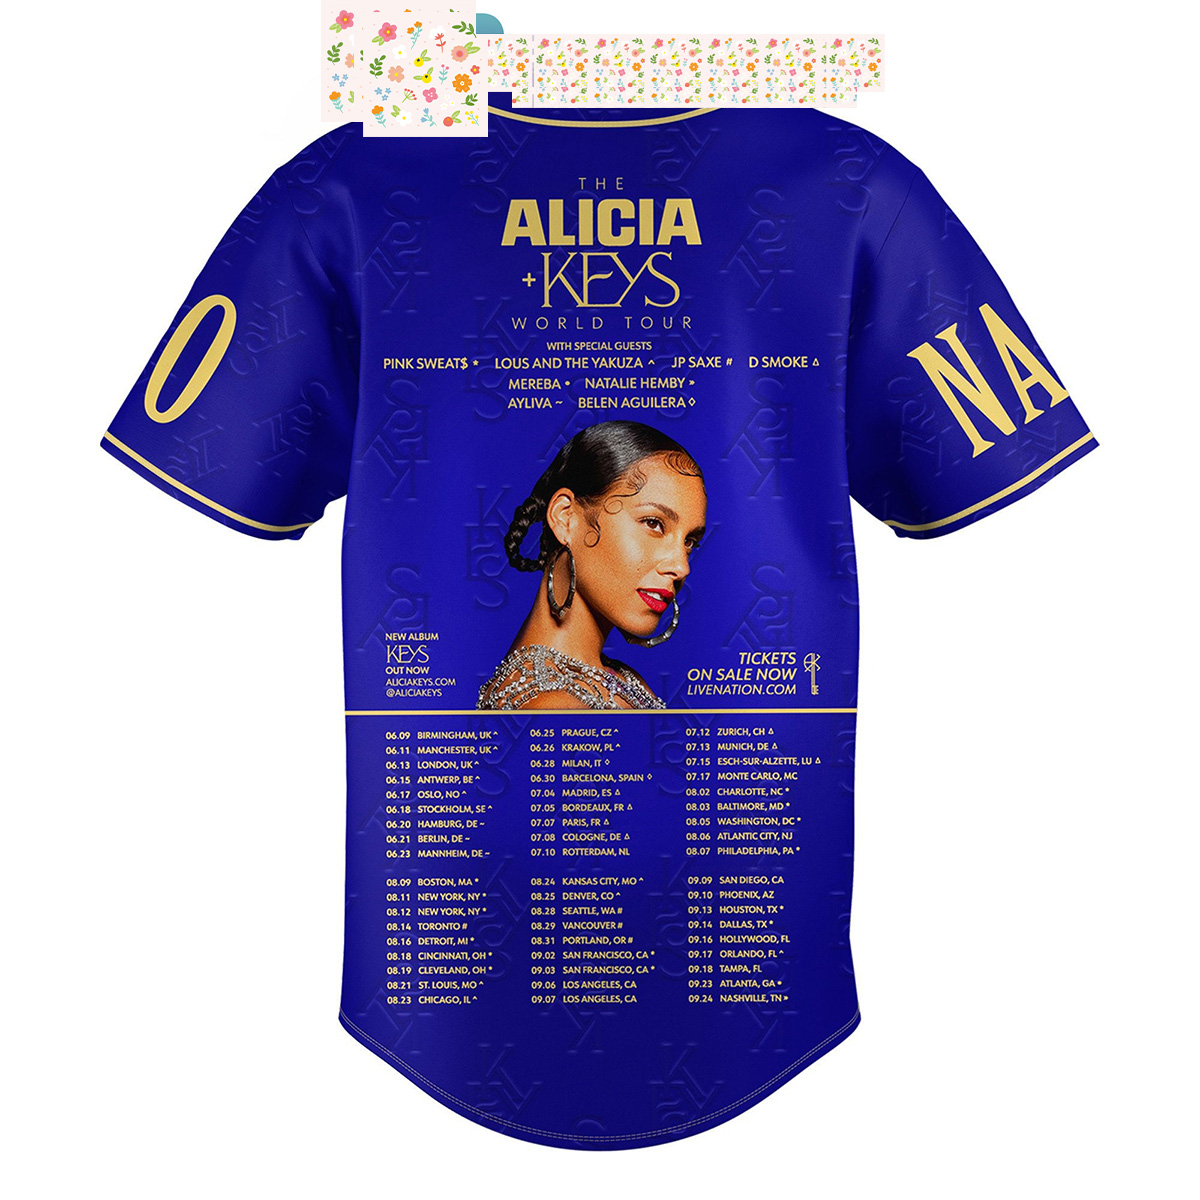 THE
ALICIA
+KEYS
WORLD TOUR
WITH SPECIAL GUESTS
PINK SWEAT$ * LOUS AND THE YAKUZA ^ JP SAXE # D SMOKE Δ
MEREBA • NATALIE HEMBY »
AYLIVA ~ BELEN AGUILERA ◊
O
NA
NEW ALBUM
KEYS
OUT NOW
ALICIAKEYS.COM
@ALICIAKEYS
TICKETS
ON SALE NOW
LIVENATION.COM
06.09 BIRMINGHAM, UK ^
06.11 MANCHESTER, UK ^
06.13 LONDON, UK ^
06.15 ANTWERP, BE ^
06.17 OSLO, NO ^
06.18 STOCKHOLM, SE ^
06.20 HAMBURG, DE ~
06.21 BERLIN, DE ~
06.23 MANNHEIM, DE ~
06.25 PRAGUE, CZ ^
06.26 KRAKOW, PL ^
06.28 MILAN, IT ◊
06.30 BARCELONA, SPAIN ◊
07.04 MADRID, ES Δ
07.05 BORDEAUX, FR Δ
07.07 PARIS, FR Δ
07.08 COLOGNE, DE Δ
07.10 ROTTERDAM, NL
07.12 ZURICH, CH Δ
07.13 MUNICH, DE Δ
07.15 ESCH-SUR-ALZETTE, LU Δ
07.17 MONTE CARLO, MC
08.02 CHARLOTTE, NC *
08.03 BALTIMORE, MD *
08.05 WASHINGTON, DC *
08.06 ATLANTIC CITY, NJ
08.07 PHILADELPHIA, PA *
08.09 BOSTON, MA *
08.11 NEW YORK, NY *
08.12 NEW YORK, NY *
08.14 TORONTO #
08.16 DETROIT, MI *
08.18 CINCINNATI, OH *
08.19 CLEVELAND, OH *
08.21 ST. LOUIS, MO ^
08.23 CHICAGO, IL ^
08.24 KANSAS CITY, MO ^
08.25 DENVER, CO ^
08.28 SEATTLE, WA #
08.29 VANCOUVER #
08.31 PORTLAND, OR #
09.02 SAN FRANCISCO, CA *
09.03 SAN FRANCISCO, CA *
09.06 LOS ANGELES, CA
09.07 LOS ANGELES, CA
09.09 SAN DIEGO, CA
09.10 PHOENIX, AZ
09.13 HOUSTON, TX *
09.14 DALLAS, TX *
09.16 HOLLYWOOD, FL
09.17 ORLANDO, FL ^
09.18 TAMPA, FL
09.23 ATLANTA, GA •
09.24 NASHVILLE, TN »